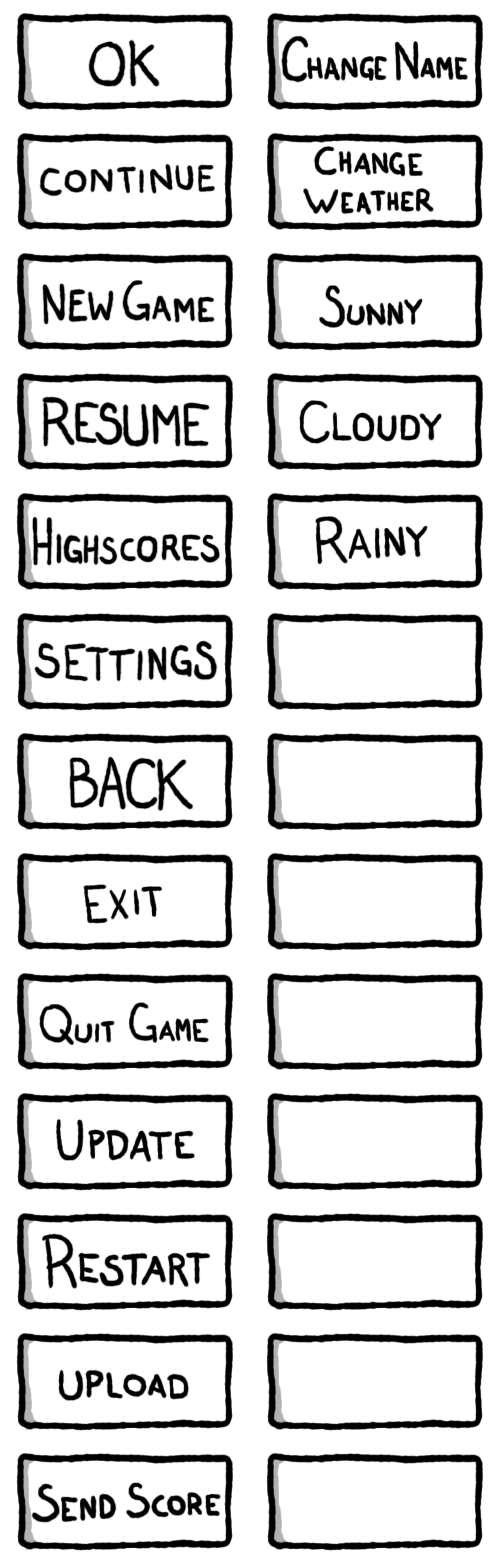 OK
CONTINUE
NEW GAME
RESUME
HIGHSCORES
SETTINGS
BACK
EXIT
QUIT GAME
UPDATE
RESTART
UPLOAD
SEND SCORE
CHANGE NAME
CHANGE
WEATHER
SUNNY
CLOUDY
RAINY